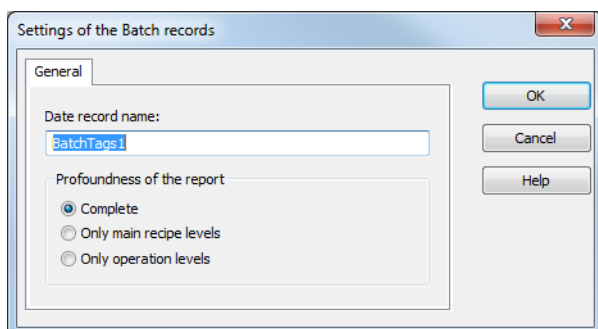 Settings of the Batch records
General
Date record name:
BatchTags1
Profoundness of the report
Complete
Only main recipe levels
Only operation levels
OK
Cancel
Help